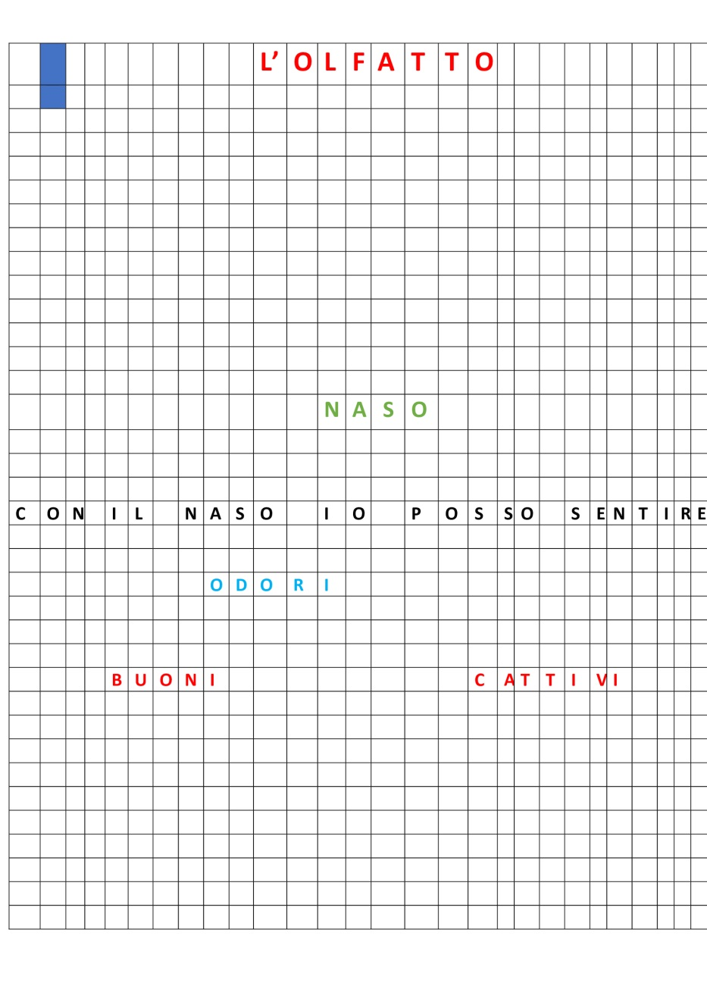 L'OLFATTO
NASO
CON IL NASO IO POSSO SENTIRE
ODORI
BUONI CATTIVI